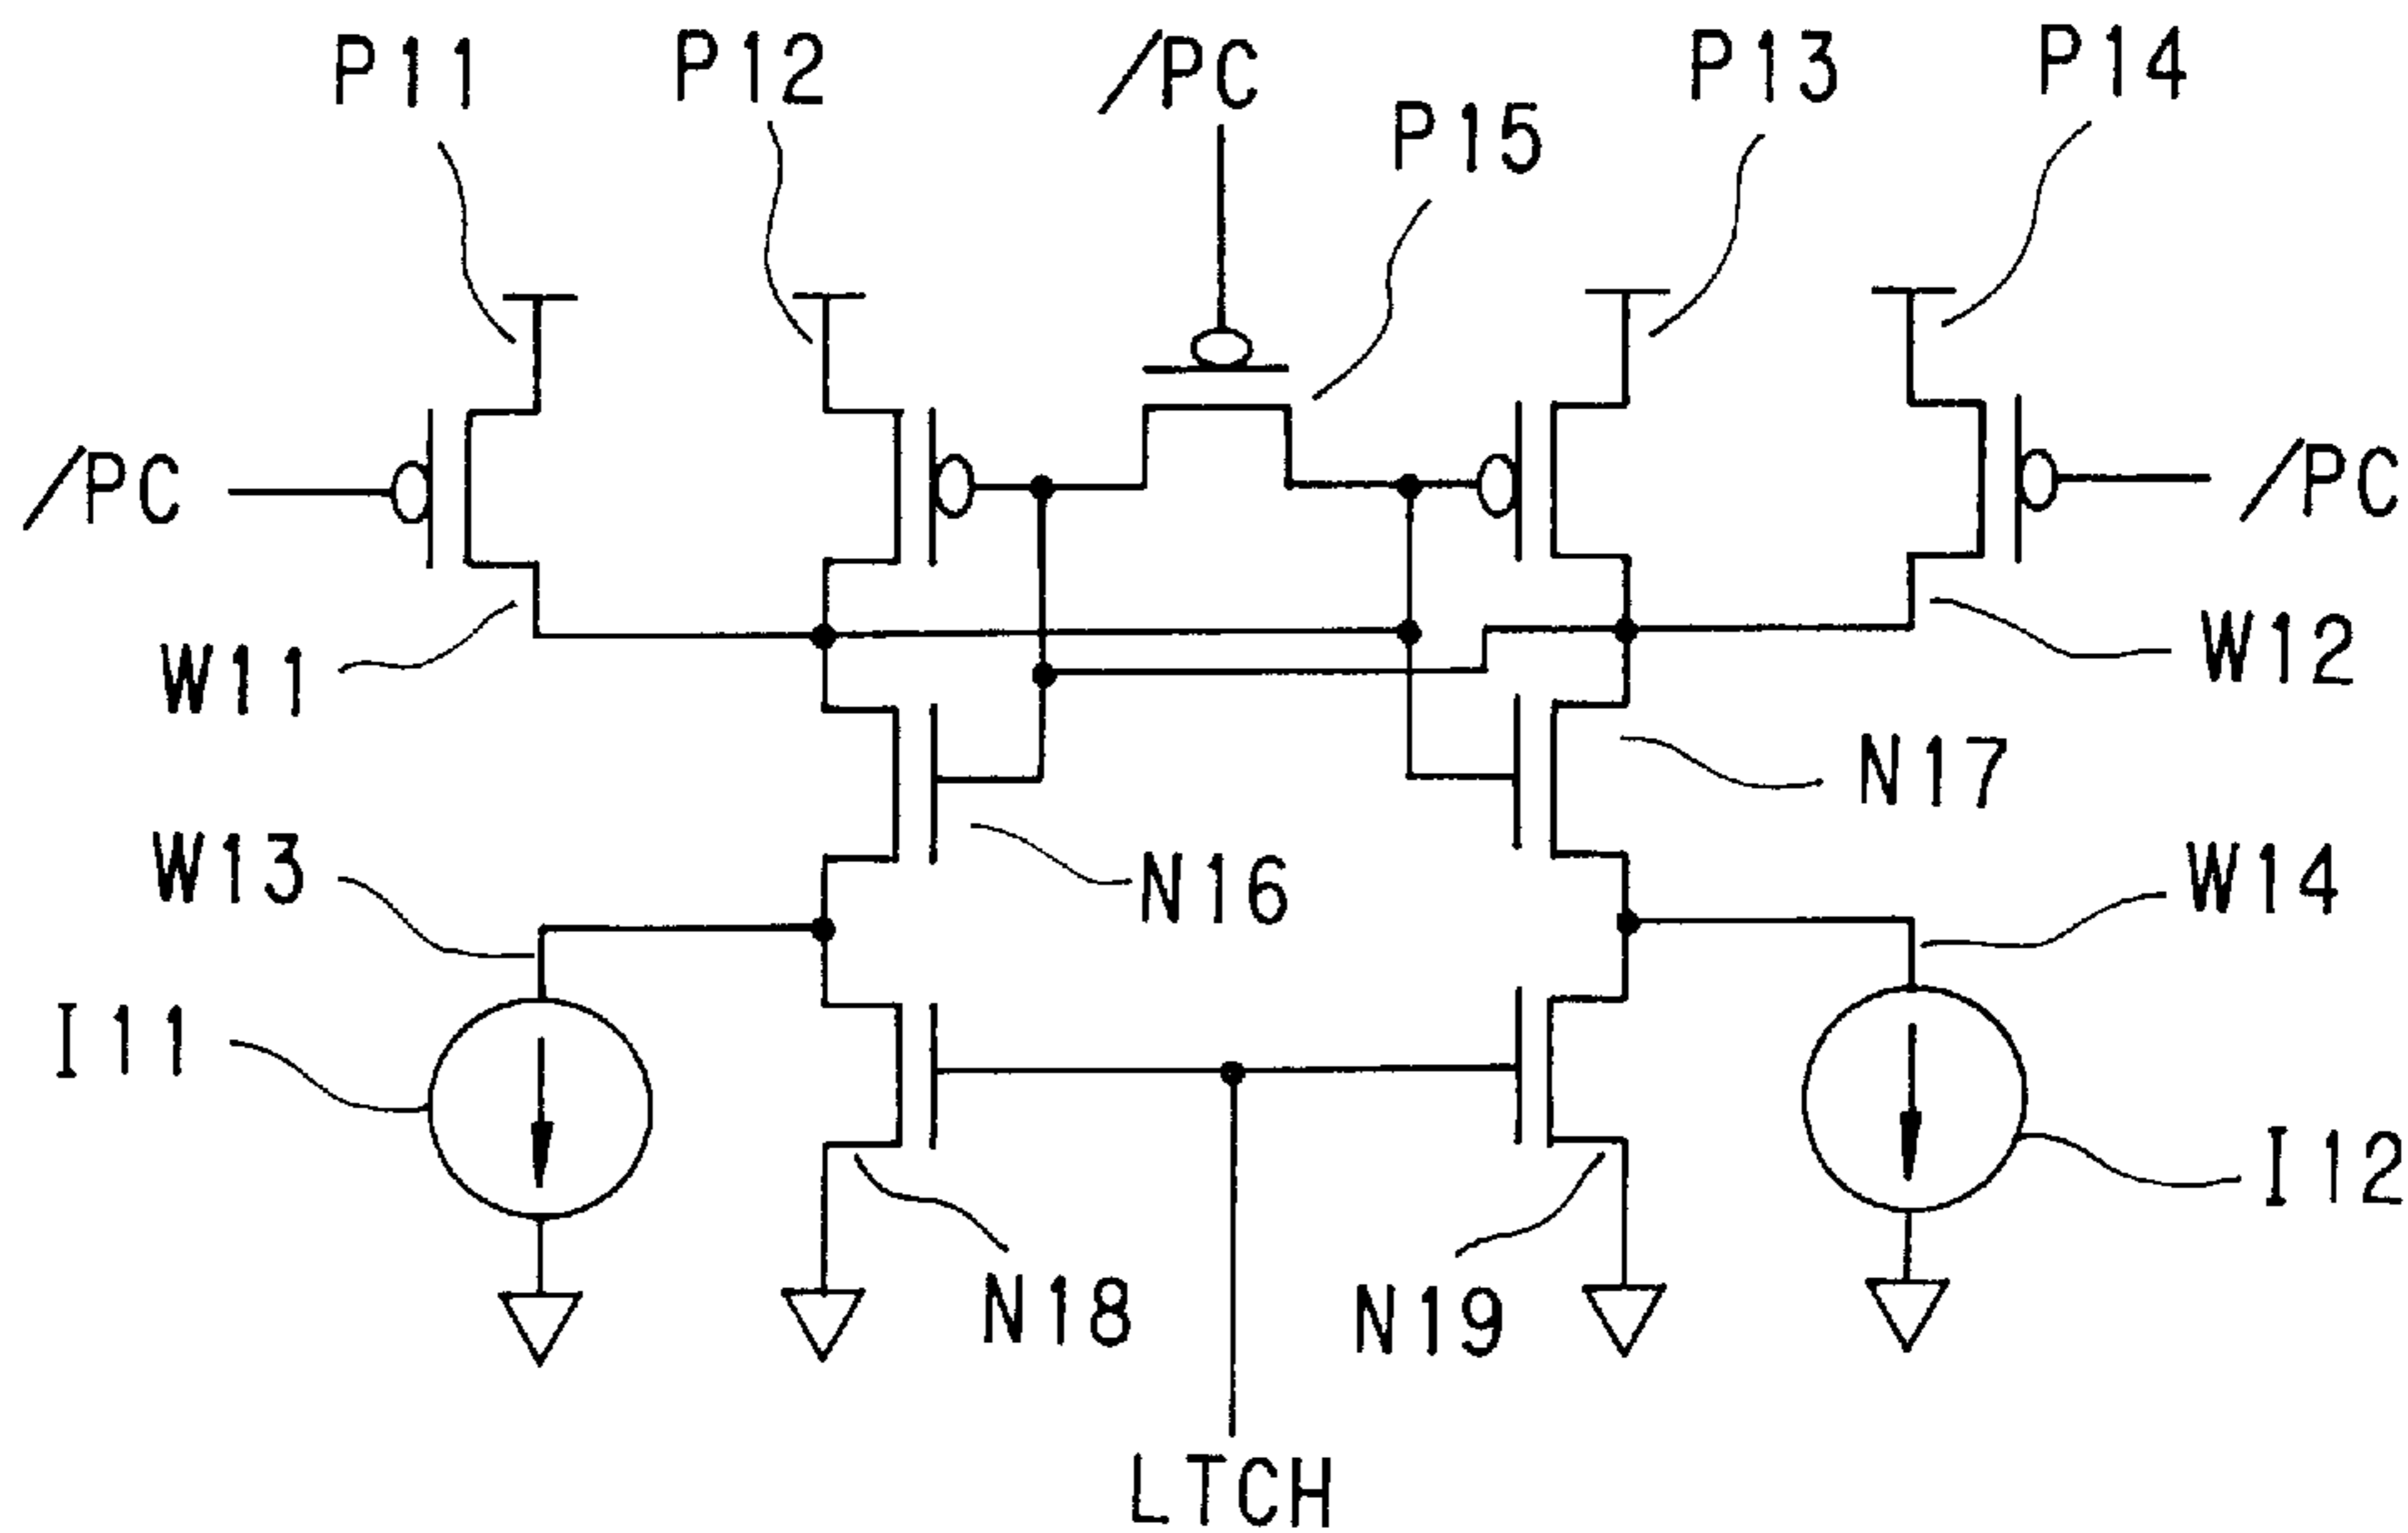 P11
P12
/PC
P15
P13
P14
/PC
/PC
W11
W12
N17
W13
N16
W14
I11
I12
N18
N19
LTCH